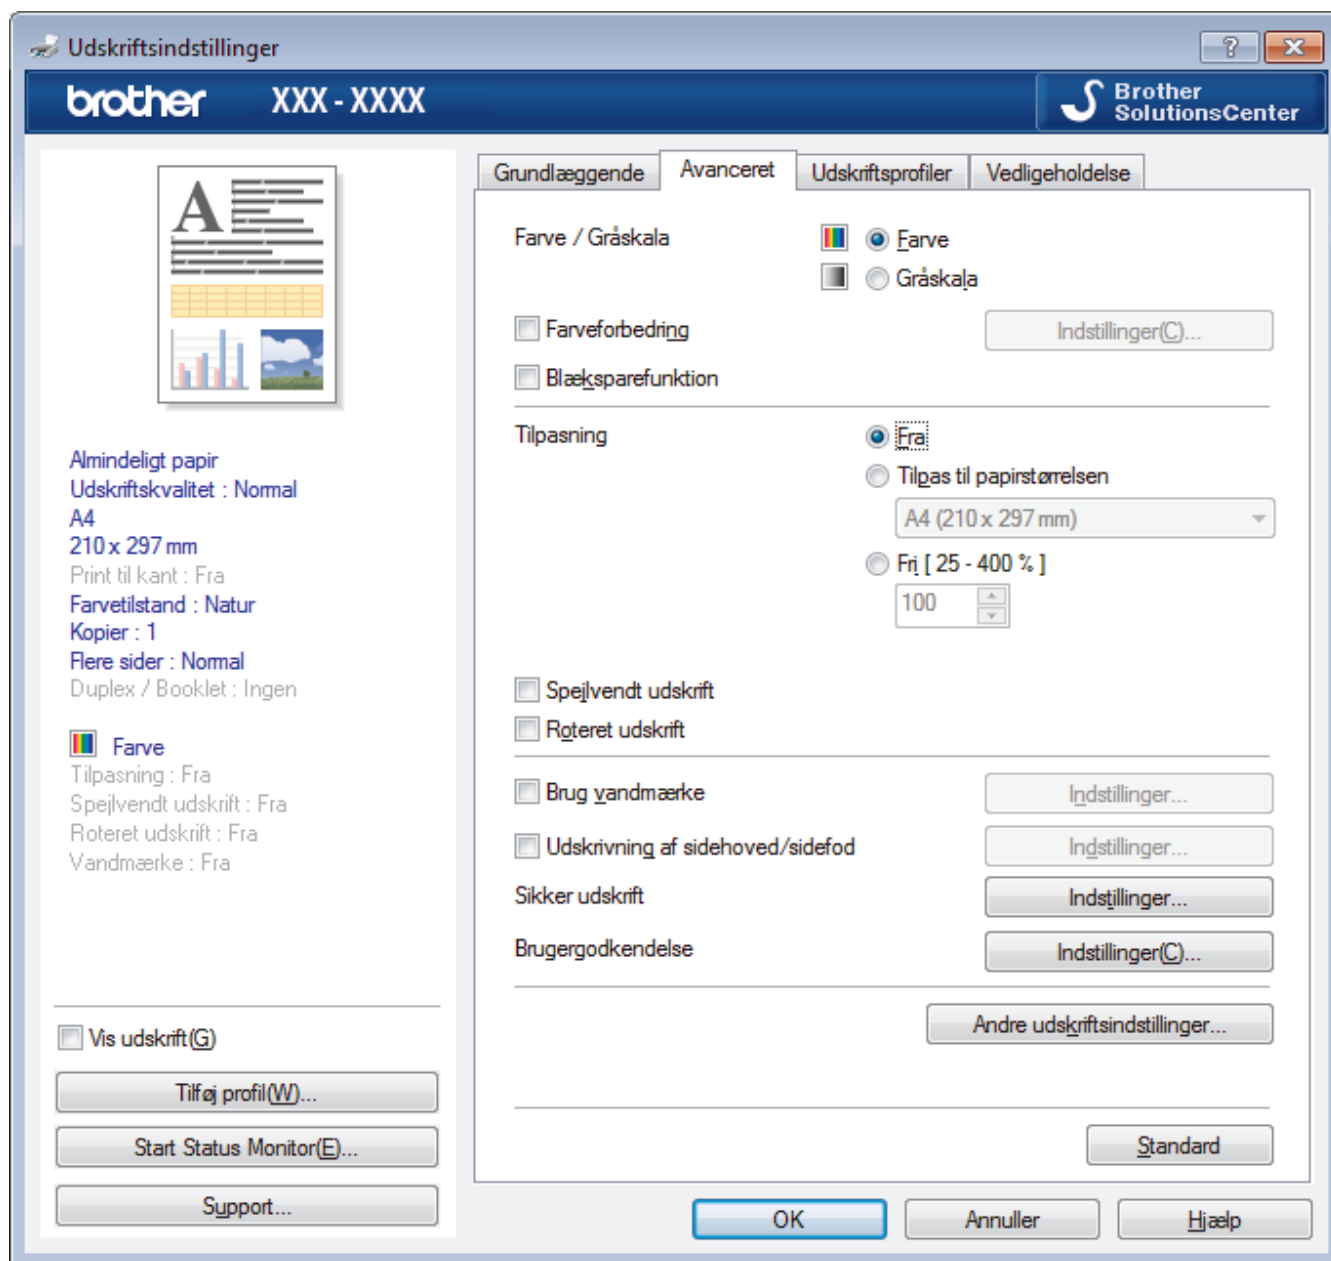 Udskriftsindstillinger
brother XXX - XXXX
Brother
SolutionsCenter
A
Almindeligt papir
Udskriftskvalitet : Normal
A4
210 x 297 mm
Print til kant : Fra
Farvetilstand : Natur
Kopier : 1
Flere sider : Normal
Duplex / Booklet : Ingen
Farve
Tilpasning : Fra
Spejlvendt udskrift : Fra
Roteret udskrift : Fra
Vandmærke : Fra
Vis udskrift(G)
Tilføj profil(W)...
Start Status Monitor(E)...
Support...
Grundlæggende Avanceret Udskriftsprofiler Vedligeholdelse
Farve / Gråskala Farve
Gråskala
Farveforbedring Indstillinger(C)...
Blæksparefunktion
Tilpasning Fra
Tilpas til papirstørrelsen
A4 (210 x 297 mm)
Fri [ 25 - 400 % ]
100
Spejlvendt udskrift
Roteret udskrift
Brug vandmærke Indstillinger...
Udskrivning af sidehoved/sidefod Indstillinger...
Sikker udskrift Indstillinger...
Brugergodkendelse Indstillinger(C)...
Andre udskriftsindstillinger...
Standard
OK Annuller Hjælp